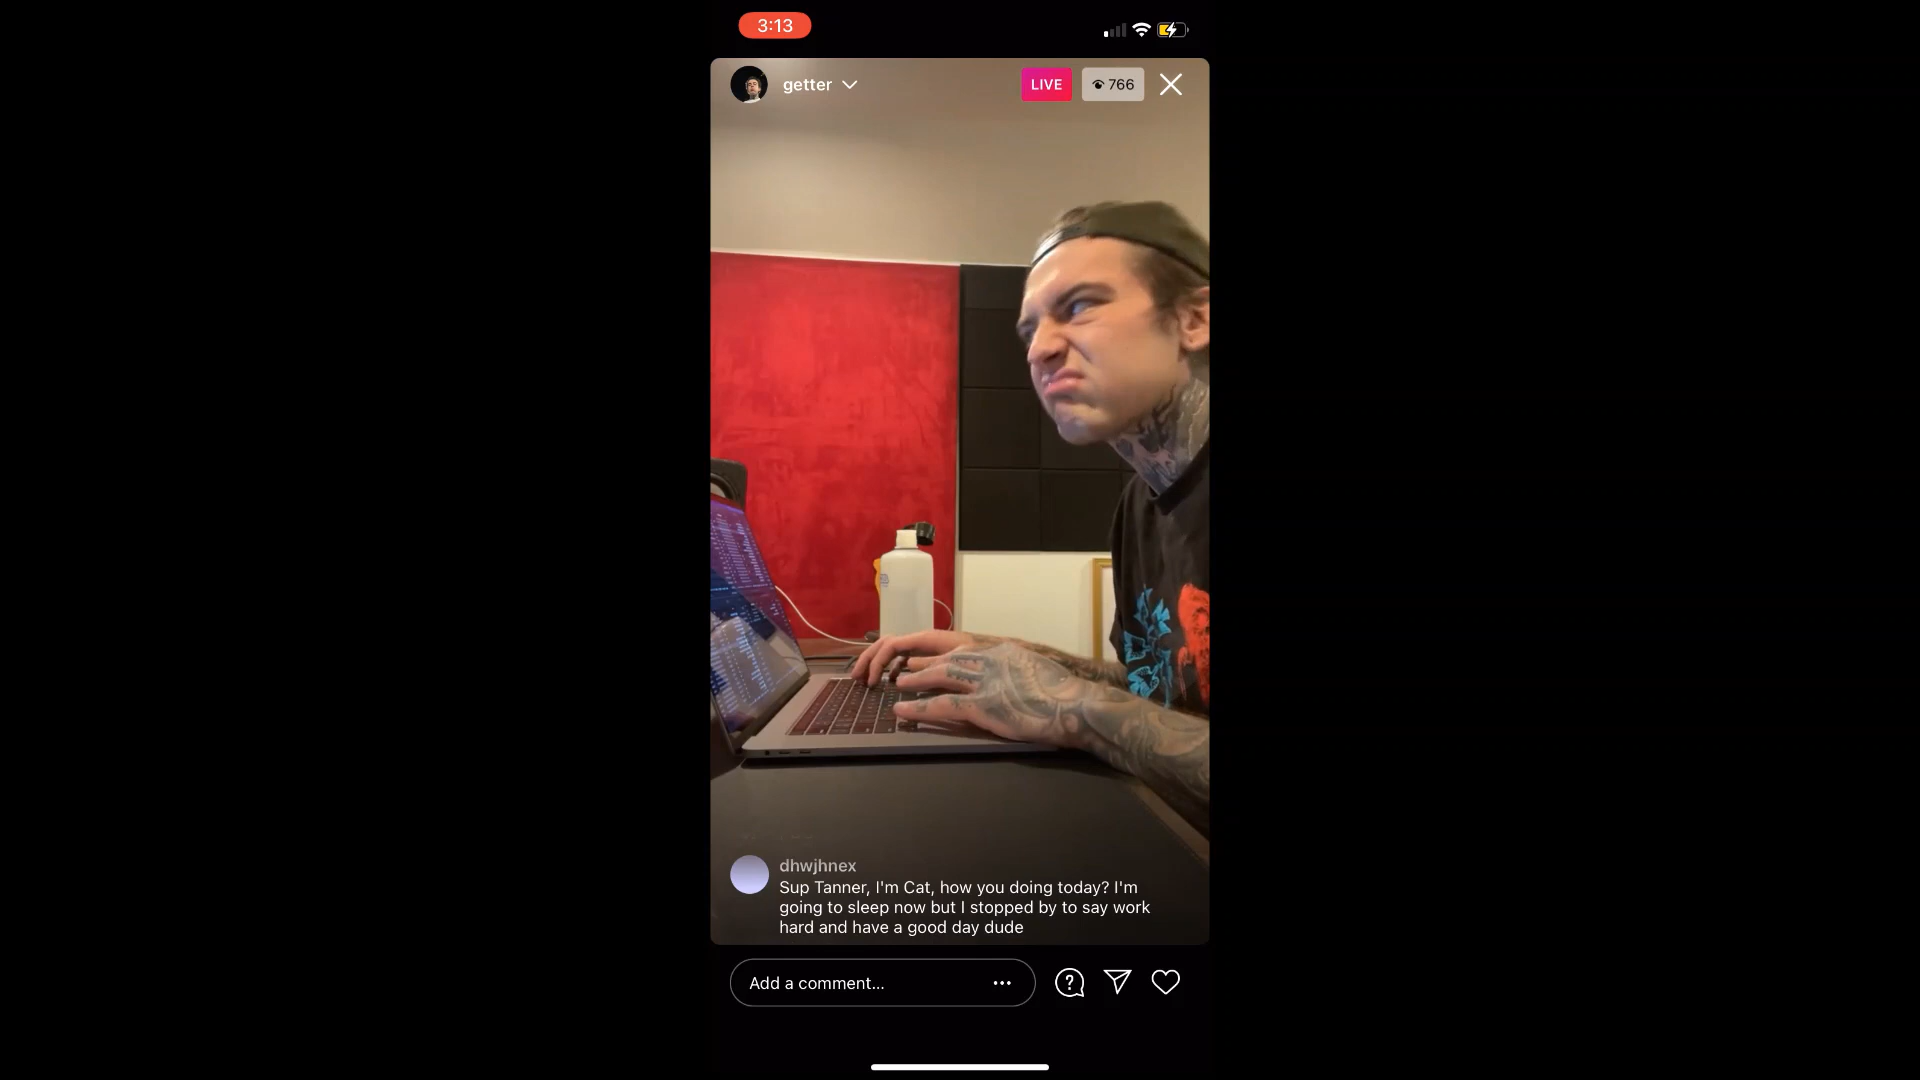 3:13
getter
LIVE
766
dhwjhnex
Sup Tanner, I'm Cat, how you doing today? I'm
going to sleep now but I stopped by to say work
hard and have a good day dude
Add a comment...